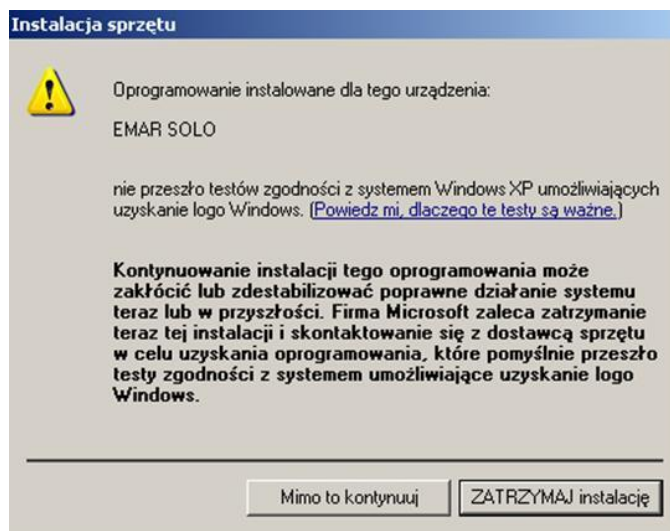 Instalacja sprzętu
Oprogramowanie instalowane dla tego urządzenia:
EMAR SOLO
nie przeszło testów zgodności z systemem Windows XP umożliwiających
uzyskanie logo Windows. (Powiedz mi, dlaczego te testy są ważne.)
Kontynuowanie instalacji tego oprogramowania może
zakłócić lub zdestabilizować poprawne działanie systemu
teraz lub w przyszłości. Firma Microsoft zaleca zatrzymanie
teraz tej instalacji i skontaktowanie się z dostawcą sprzętu
w celu uzyskania oprogramowania, które pomyślnie przeszło
testy zgodności z systemem umożliwiające uzyskanie logo
Windows.
Mimo to kontynuuj
ZATRZYMAJ instalację